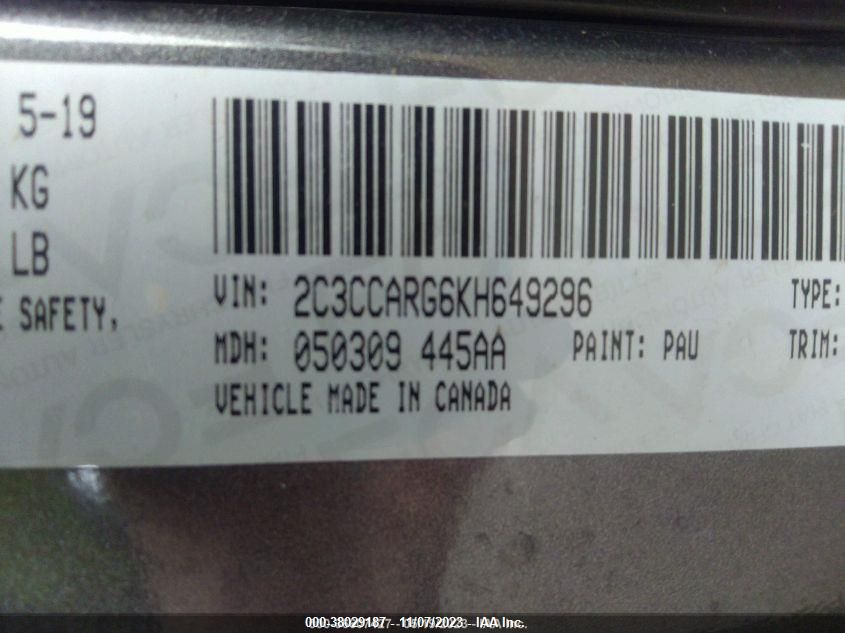 5-19
KG
LB
E SAFETY,
VIN: 2C3CCARG6KH649296 TYPE:
MDH: 050309 445AA PAINT: PAU TRIM:
VEHICLE MADE IN CANADA
000-38029187 - 11/07/2023 - IAA Inc.